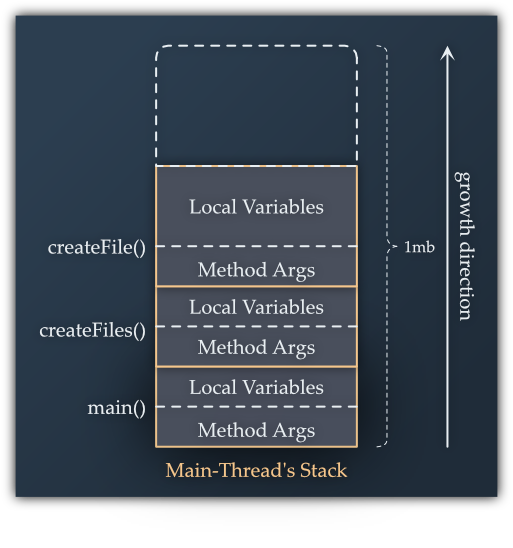 Local Variables
createFile()
Method Args
Local Variables
createFiles()
Method Args
Local Variables
main()
Method Args
1mb
growth direction
Main-Thread's Stack